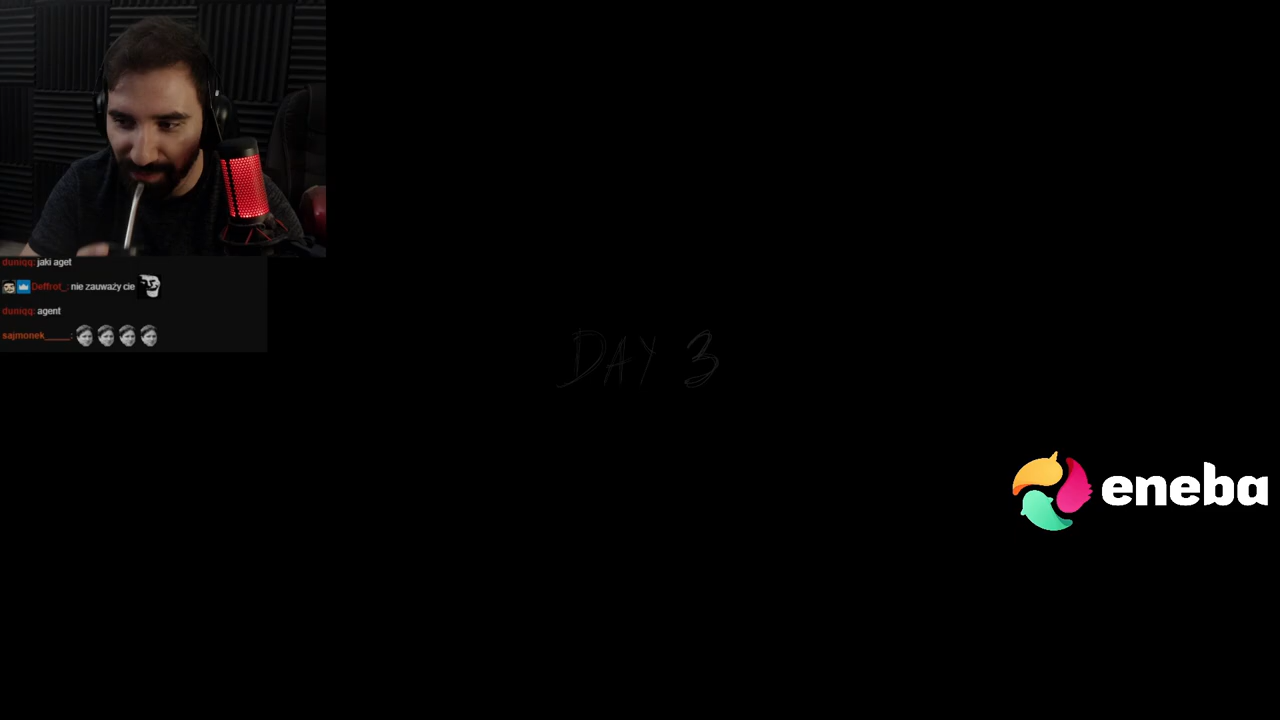 duniqq: jaki aget
Deffrot_: nie zauważy cie
duniqq: agent
sajmonek_____:
DAY 3
eneba